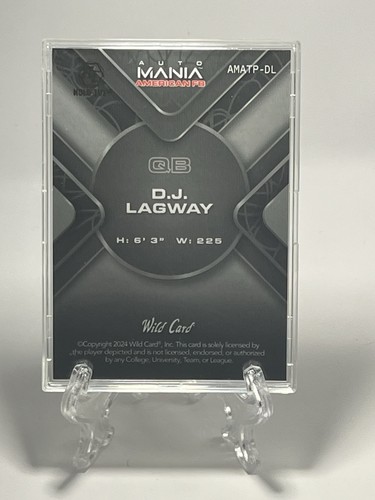 AUTO
MANIA
AMERICAN FB
AMATP-DL
QB
D.J.
LAGWAY
H: 6' 3" W: 225
Wild Card®
©Copyright 2024 Wild Card®, Inc. This card is solely licensed by
the player depicted and is not licensed, endorsed, or authorized
by any College, University, Team, or League.